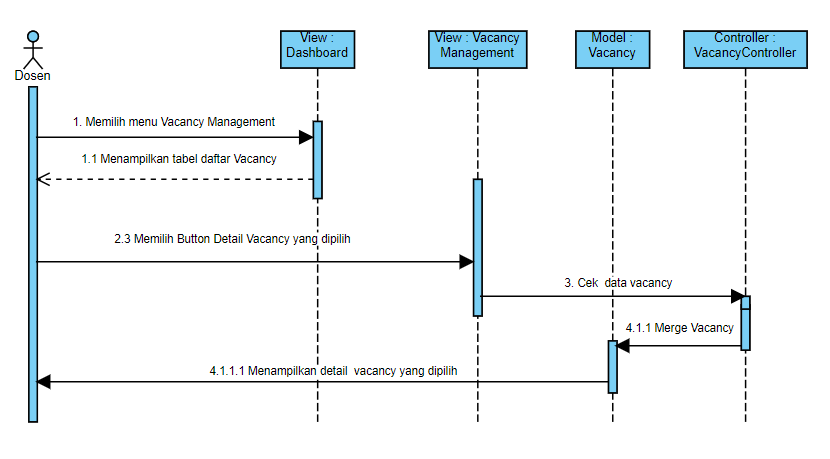 Dosen
View :
Dashboard
View : Vacancy
Management
Model :
Vacancy
Controller :
VacancyController
1. Memilih menu Vacancy Management
1.1 Menampilkan tabel daftar Vacancy
2.3 Memilih Button Detail Vacancy yang dipilih
3. Cek data vacancy
4.1.1 Merge Vacancy
4.1.1.1 Menampilkan detail vacancy yang dipilih